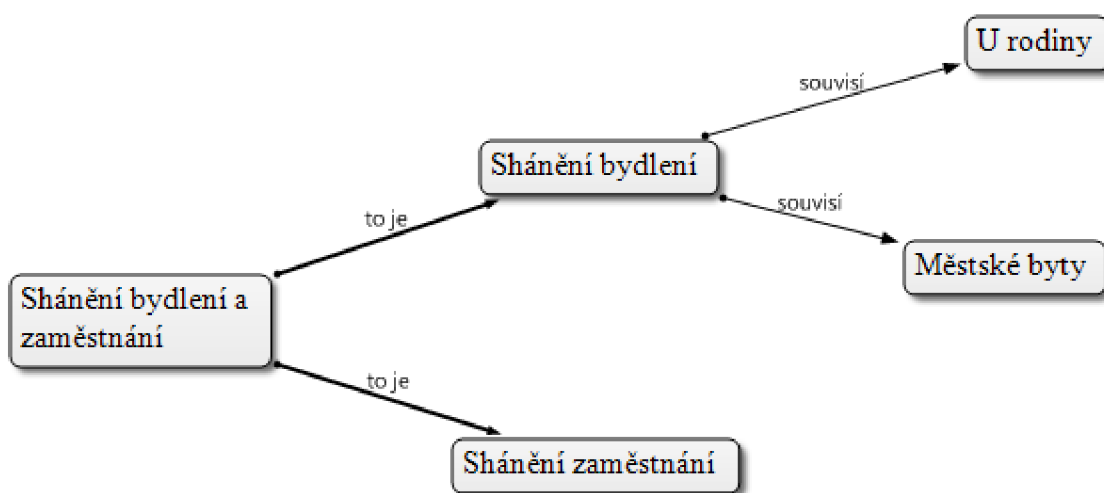 U rodiny
souvisí
Shánění bydlení
souvisí
to je
Městské byty
Shánění bydlení a
zaměstnání
to je
Shánění zaměstnání